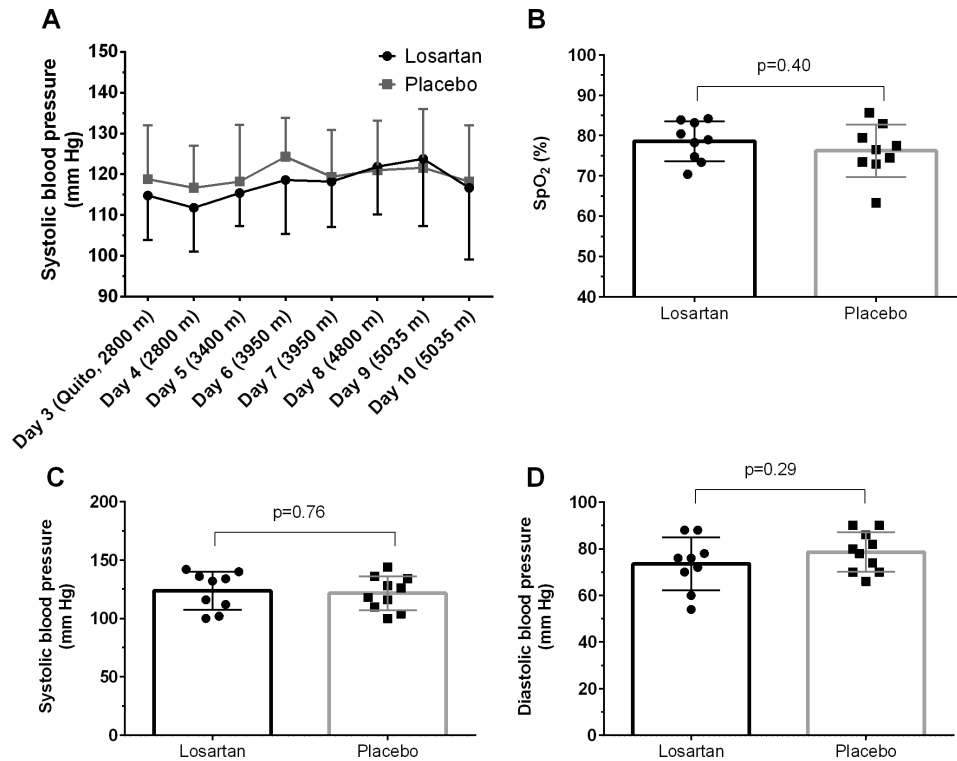 A
Systolic blood pressure
(mm Hg)
150
140
130
120
110
100
90
Losartan
Placebo
Day 3 (Quito, 2800 m)
Day 4 (2800 m)
Day 5 (3400 m)
Day 6 (3950 m)
Day 7 (3950 m)
Day 8 (4800 m)
Day 9 (5035 m)
Day 10 (5035 m)
B
p=0.40
SpO2 (%)
100
90
80
70
60
50
40
Losartan
Placebo
C
p=0.76
Systolic blood pressure
(mm Hg)
200
150
100
50
0
Losartan
Placebo
D
p=0.29
Diastolic blood pressure
(mm Hg)
100
80
60
40
20
0
Losartan
Placebo